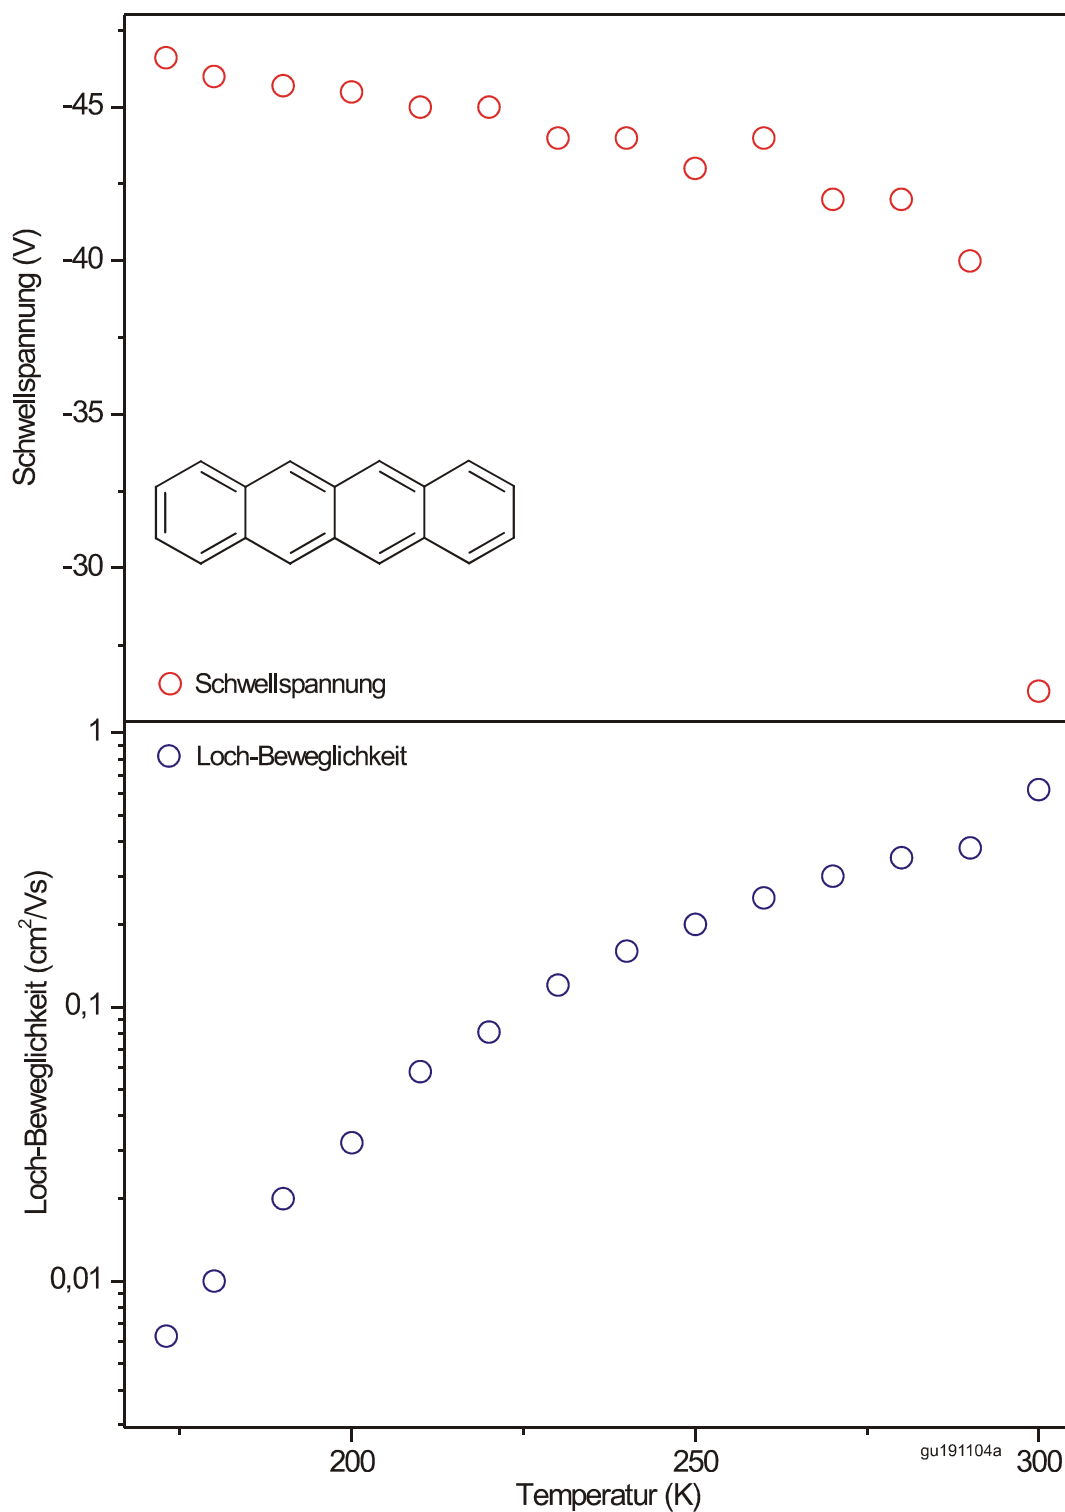 Schwellspannung (V)
-45
-40
-35
-30
Schwellspannung
Loch-Beweglichkeit (cm²/Vs)
1
0,1
0,01
Loch-Beweglichkeit
gu191104a
200
250
300
Temperatur (K)